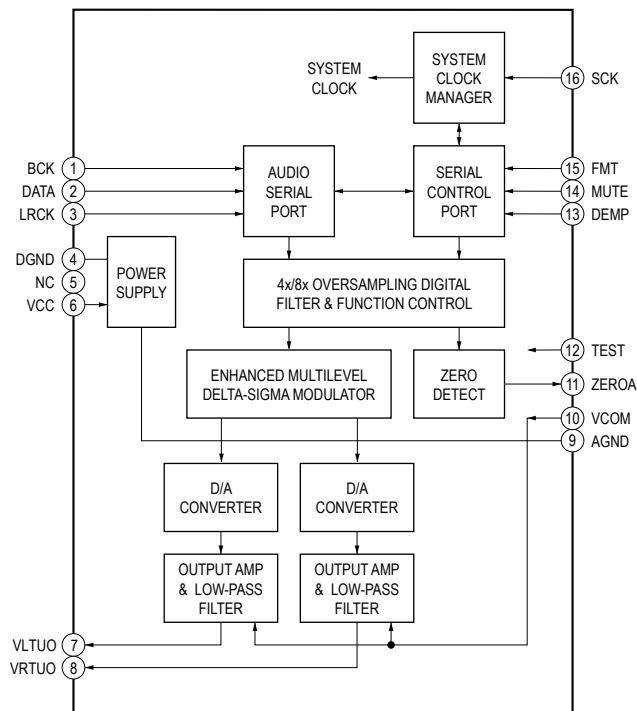 SYSTEM
CLOCK
SYSTEM
CLOCK
MANAGER
16 SCK
BCK 1
DATA 2
LRCK 3
AUDIO
SERIAL
PORT
SERIAL
CONTROL
PORT
15 FMT
14 MUTE
13 DEMP
DGND 4
NC 5
VCC 6
POWER
SUPPLY
4x/8x OVERSAMPLING DIGITAL
FILTER & FUNCTION CONTROL
ENHANCED MULTILEVEL
DELTA-SIGMA MODULATOR
ZERO
DETECT
12 TEST
11 ZEROA
10 VCOM
9 AGND
D/A
CONVERTER
D/A
CONVERTER
OUTPUT AMP
& LOW-PASS
FILTER
OUTPUT AMP
& LOW-PASS
FILTER
VLTUO 7
VRTUO 8